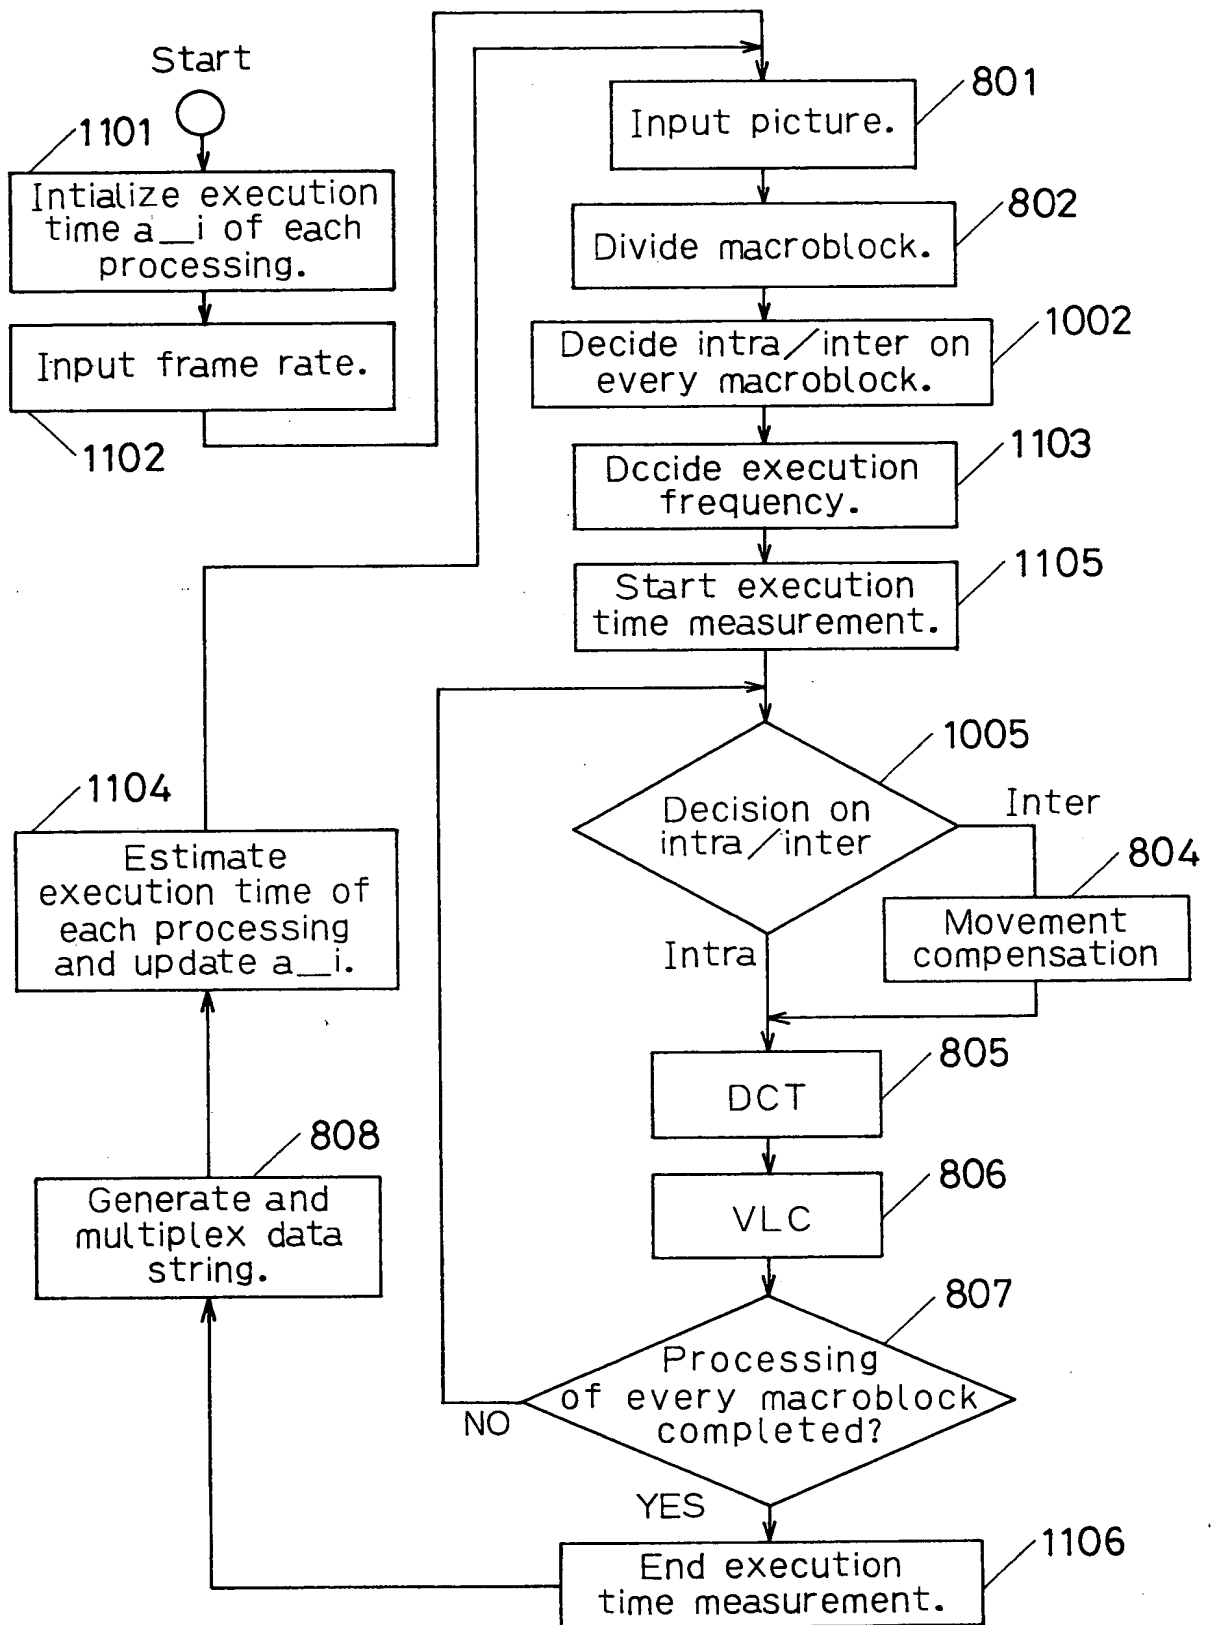 Start
1101
Intialize execution
time a__i of each
processing.
Input frame rate.
1102
801
Input picture.
802
Divide macroblock.
1002
Decide intra/inter on
every macroblock.
1103
Dccide execution
frequency.
1105
Start execution
time measurement.
1005
Decision on
intra/inter
Inter
804
Movement
compensation
Intra
805
DCT
806
VLC
807
Processing
of every macroblock
completed?
NO
YES
1106
End execution
time measurement.
808
Generate and
multiplex data
string.
1104
Estimate
execution time of
each processing
and update a__i.